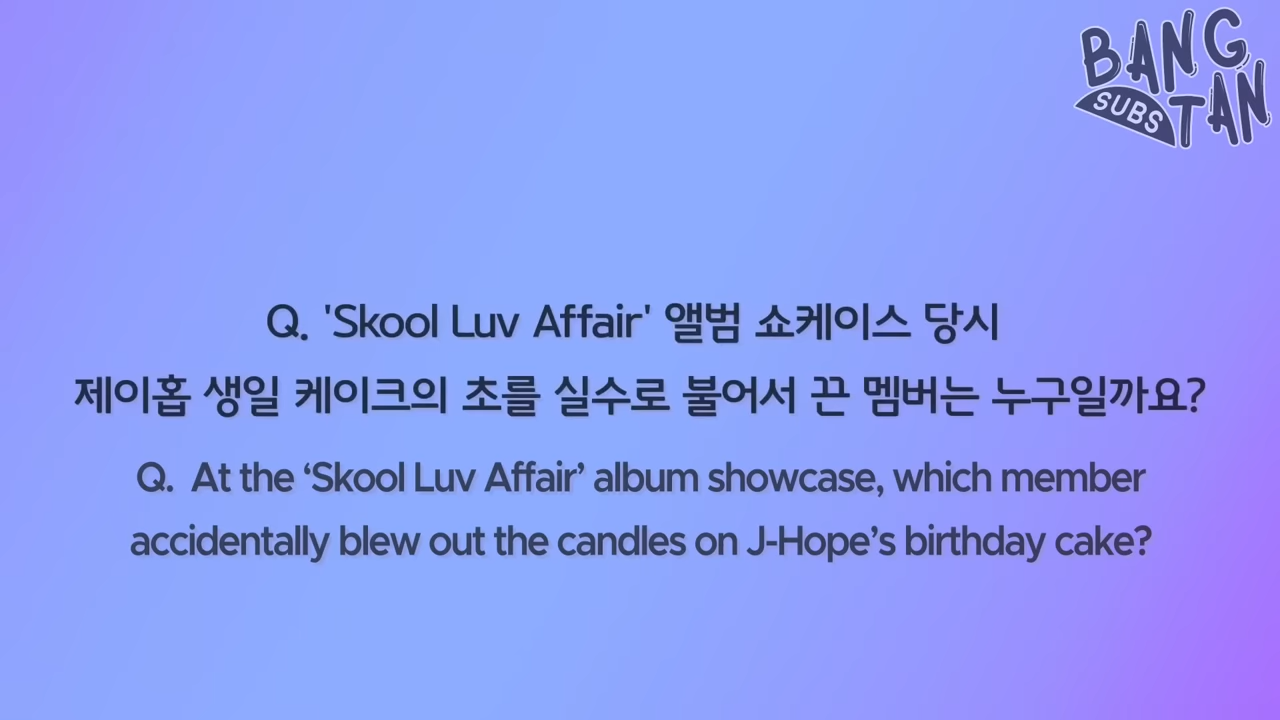 BANG
TAN
SUBS
Q. 'Skool Luv Affair' 앨범 쇼케이스 당시
제이홉 생일 케이크의 초를 실수로 불어서 끈 멤버는 누구일까요?
Q. At the ‘Skool Luv Affair’ album showcase, which member
accidentally blew out the candles on J-Hope’s birthday cake?